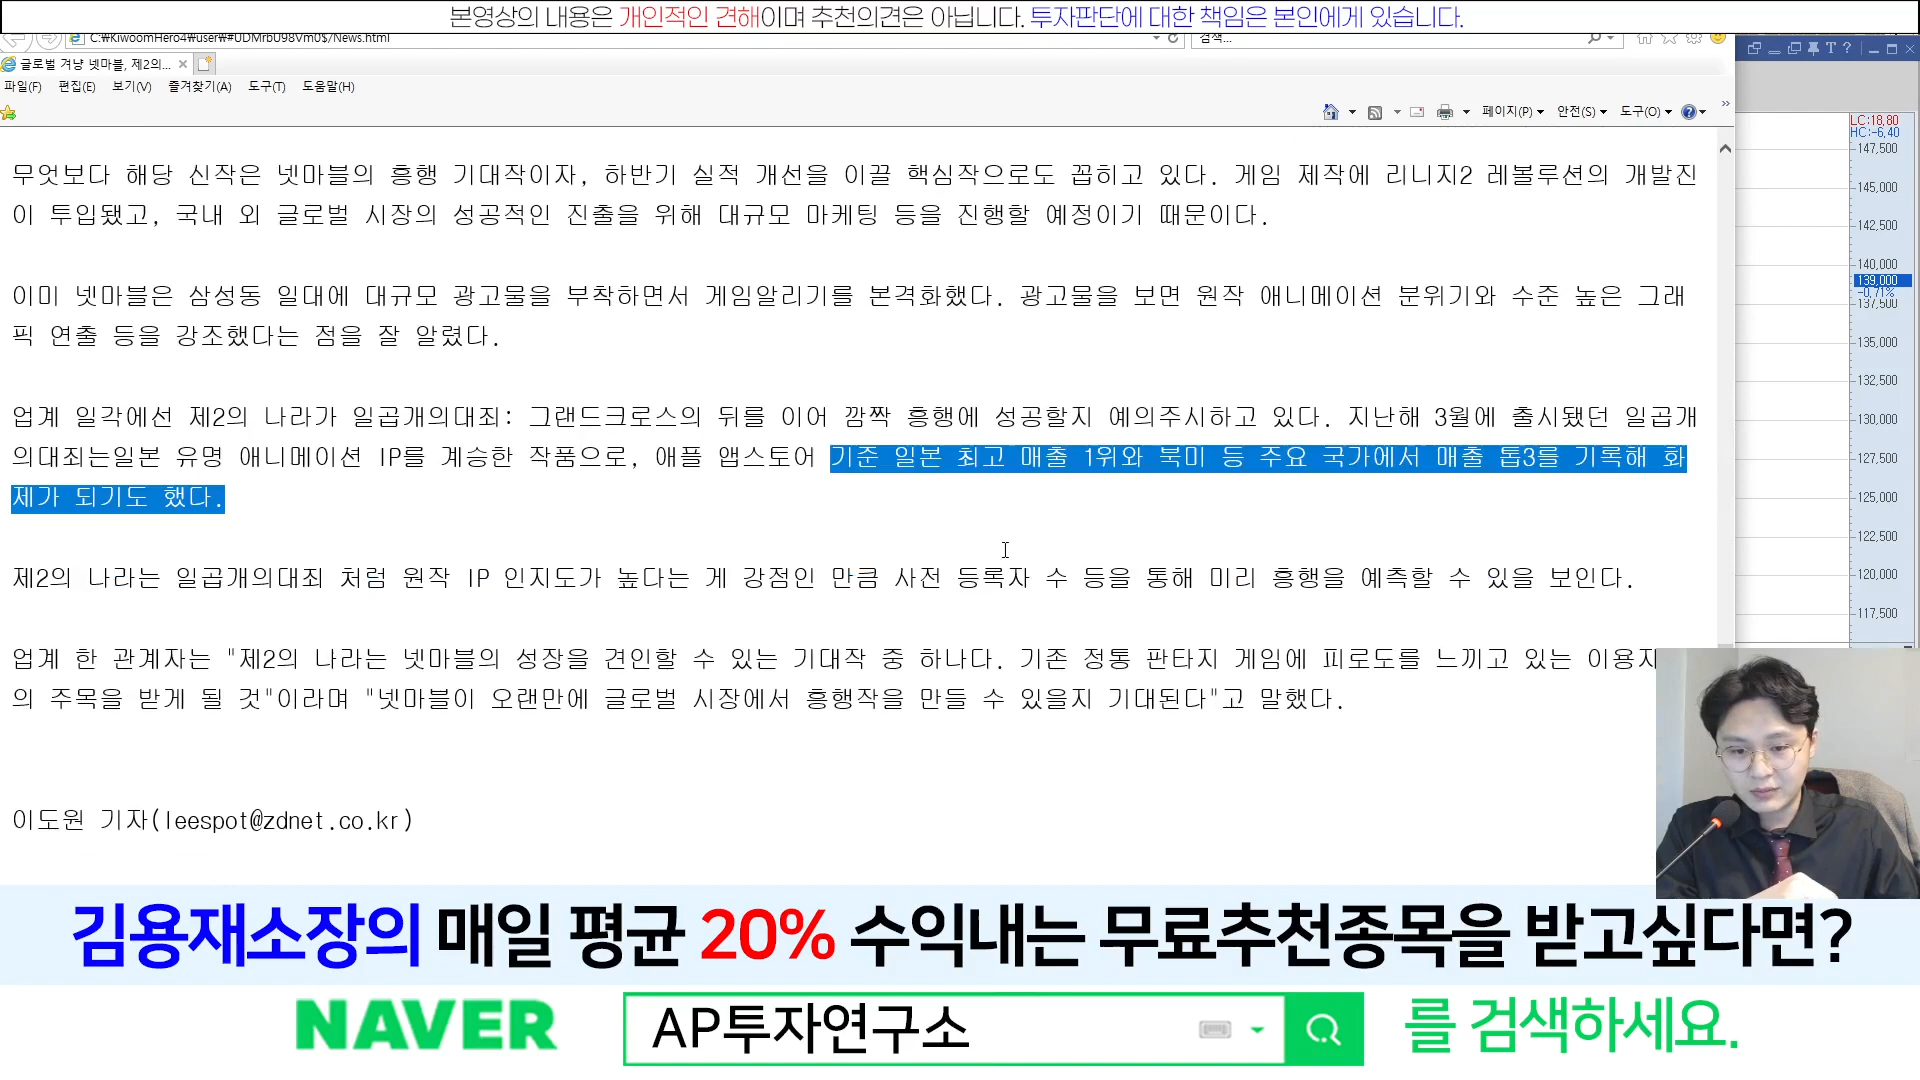 본영상의 내용은 개인적인 견해이며 추천의견은 아닙니다. 투자판단에 대한 책임은 본인에게 있습니다.
C:₩KiwoomHero4₩user₩#UDMrbU98Vm0$/News.html
검색...
글로벌 겨냥 넷마블, 제2의...
파일(F) 편집(E) 보기(V) 즐겨찾기(A) 도구(T) 도움말(H)
페이지(P) 안전(S) 도구(O)
무엇보다 해당 신작은 넷마블의 흥행 기대작이자, 하반기 실적 개선을 이끌 핵심작으로도 꼽히고 있다. 게임 제작에 리니지2 레볼루션의 개발진
이 투입됐고, 국내 외 글로벌 시장의 성공적인 진출을 위해 대규모 마케팅 등을 진행할 예정이기 때문이다.
이미 넷마블은 삼성동 일대에 대규모 광고물을 부착하면서 게임알리기를 본격화했다. 광고물을 보면 원작 애니메이션 분위기와 수준 높은 그래
픽 연출 등을 강조했다는 점을 잘 알렸다.
업계 일각에선 제2의 나라가 일곱개의대죄: 그랜드크로스의 뒤를 이어 깜짝 흥행에 성공할지 예의주시하고 있다. 지난해 3월에 출시됐던 일곱개
의대죄는일본 유명 애니메이션 IP를 계승한 작품으로, 애플 앱스토어 기준 일본 최고 매출 1위와 북미 등 주요 국가에서 매출 톱3를 기록해 화
제가 되기도 했다.
제2의 나라는 일곱개의대죄 처럼 원작 IP 인지도가 높다는 게 강점인 만큼 사전 등록자 수 등을 통해 미리 흥행을 예측할 수 있을 보인다.
업계 한 관계자는 "제2의 나라는 넷마블의 성장을 견인할 수 있는 기대작 중 하나다. 기존 정통 판타지 게임에 피로도를 느끼고 있는 이용자
의 주목을 받게 될 것"이라며 "넷마블이 오랜만에 글로벌 시장에서 흥행작을 만들 수 있을지 기대된다"고 말했다.
이도원 기자(leespot@zdnet.co.kr)
LC:18,80
HC:-6,40
147,500
145,000
142,500
140,000
139,000
-0,71%
137,500
135,000
132,500
130,000
127,500
125,000
122,500
120,000
117,500
김용재소장의 매일 평균 20% 수익내는 무료추천종목을 받고싶다면?
NAVER AP투자연구소 를 검색하세요.